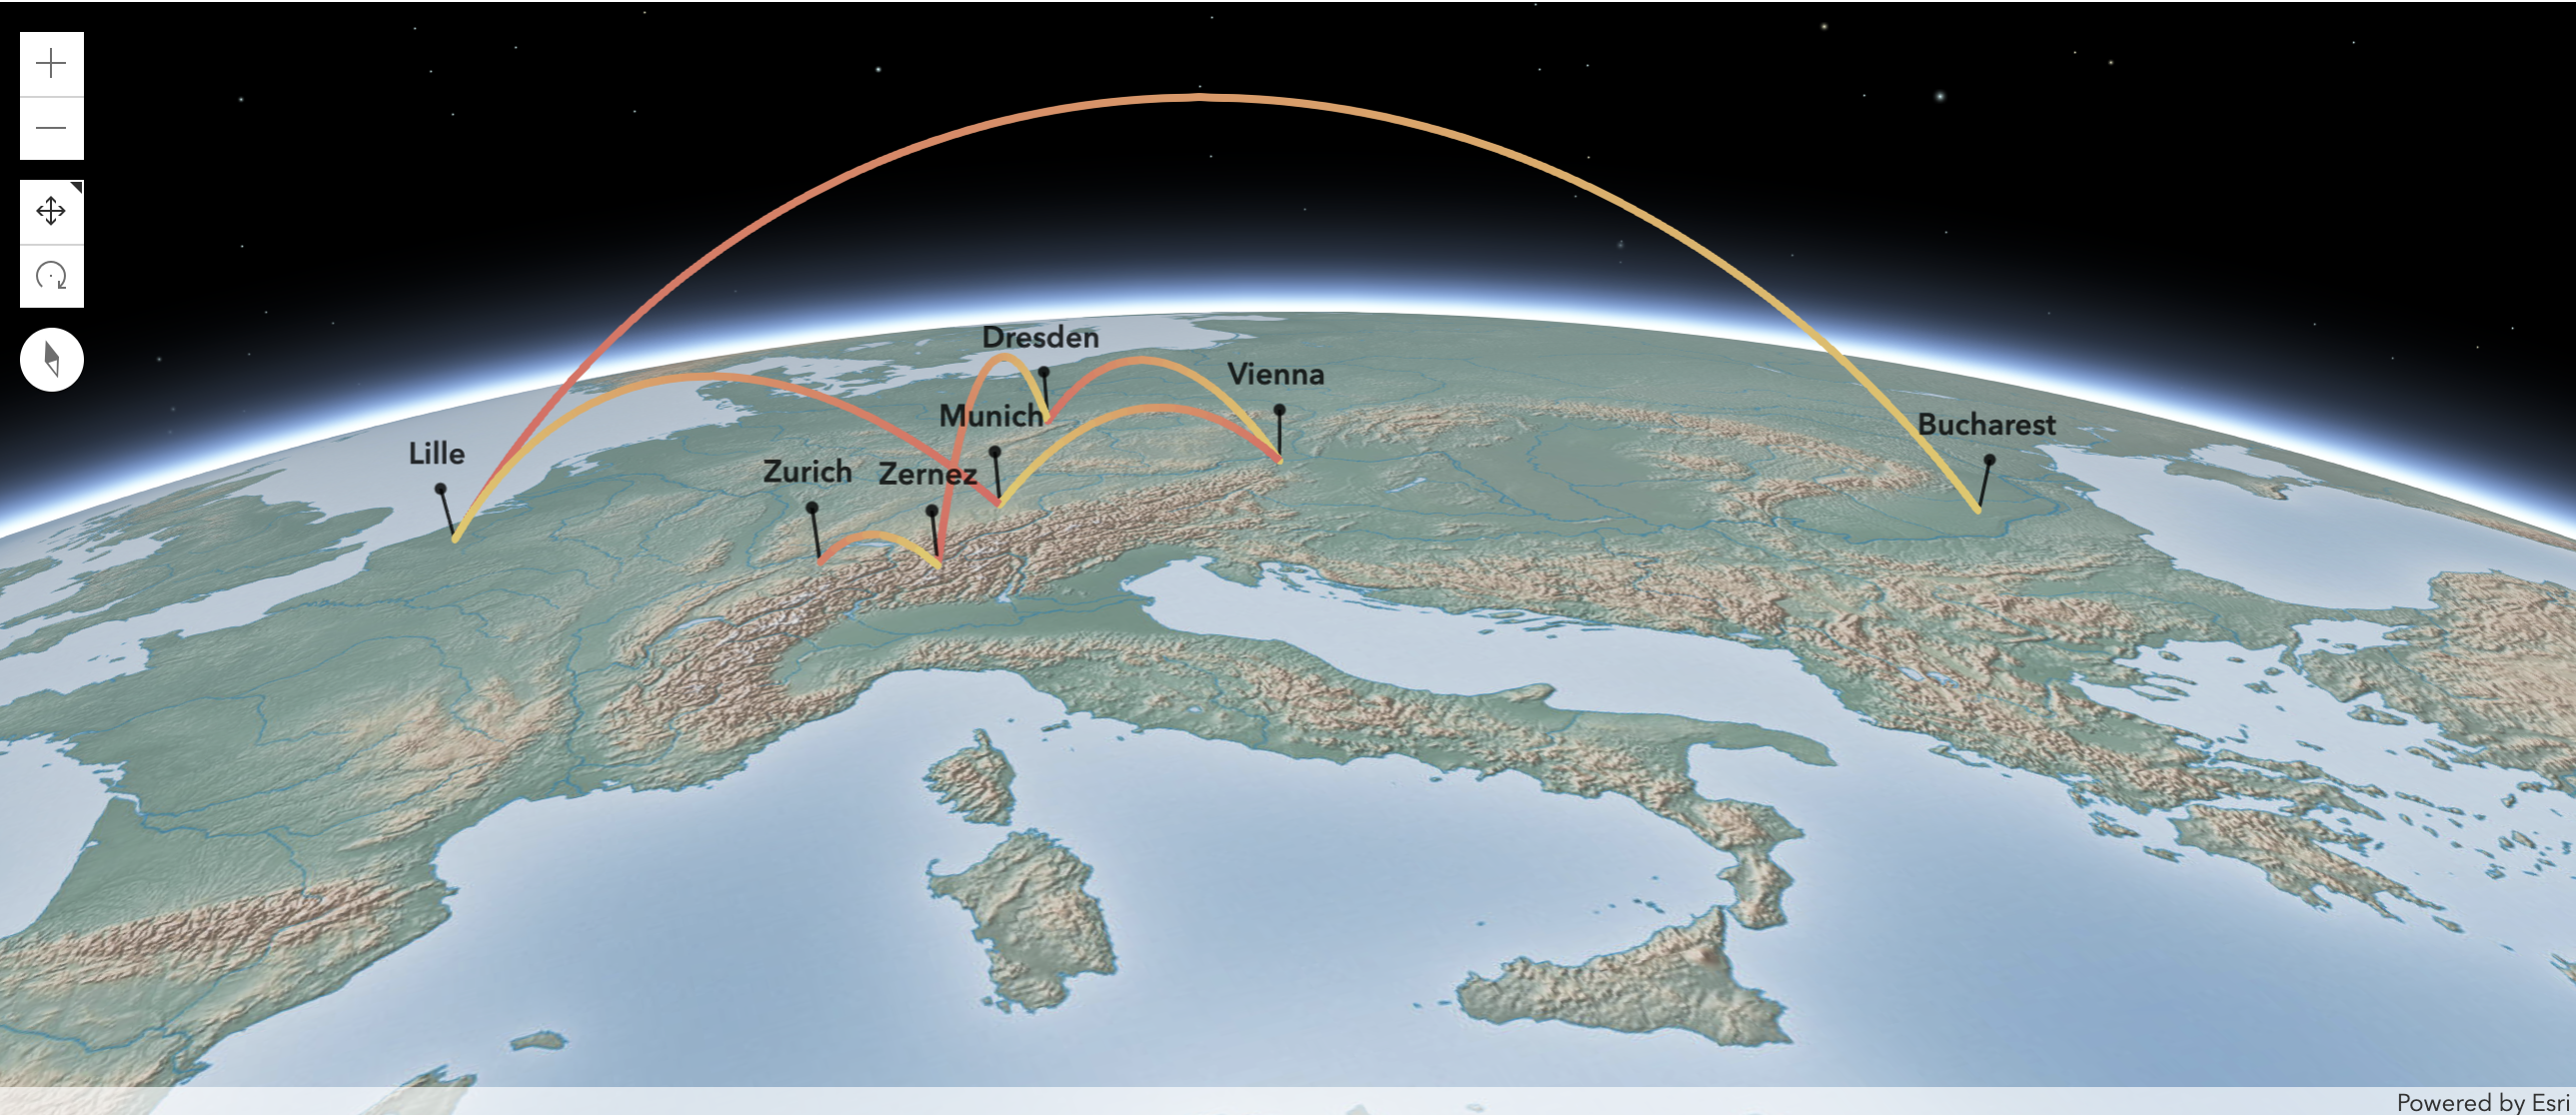 Dresden
Vienna
Munich
Bucharest
Lille
Zurich
Zernez
Powered by Esri